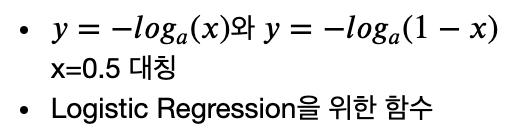 • y = −logₐ(x)와 y = −logₐ(1 − x)
x=0.5 대칭
• Logistic Regression을 위한 함수